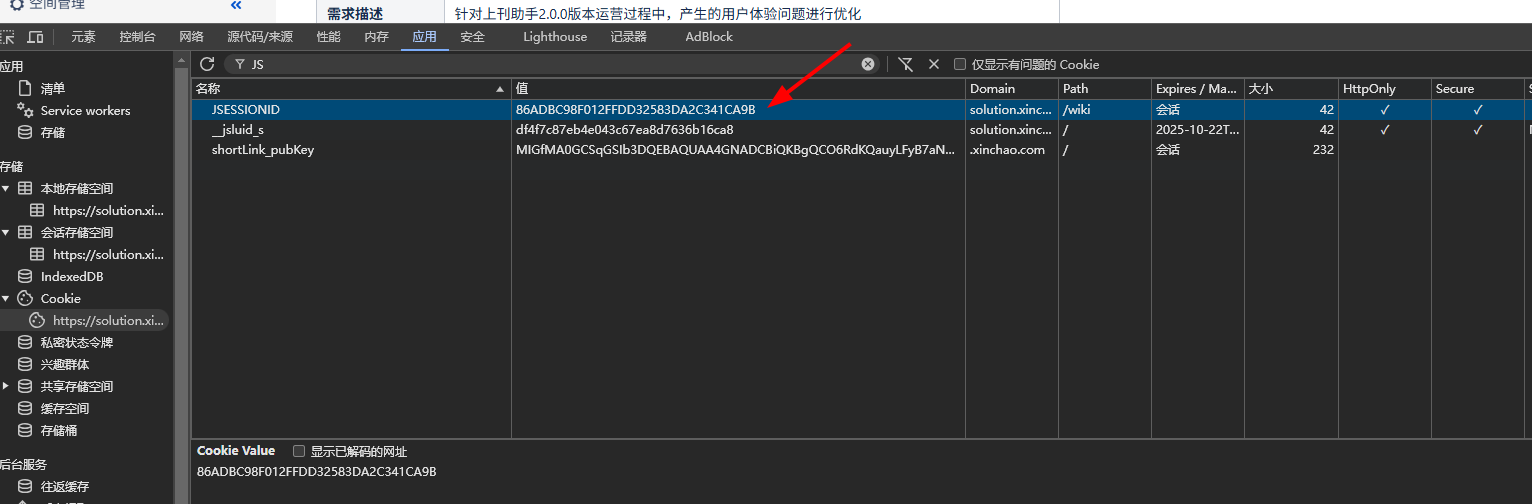 空间管理 « 需求描述 针对上刊助手2.0.0版本运营过程中，产生的用户体验问题进行优化
元素 控制台 网络 源代码/来源 性能 内存 应用 安全 Lighthouse 记录器 AdBlock
应用
清单
Service workers
存储
存储
本地存储空间
https://solution.xi...
会话存储空间
https://solution.xi...
IndexedDB
Cookie
https://solution.xi...
私密状态令牌
兴趣群体
共享存储空间
缓存空间
存储桶
后台服务
往返缓存
JS 仅显示有问题的 Cookie
名称 值 Domain Path Expires / Ma... 大小 HttpOnly Secure S
JSESSIONID 86ADBC98F012FFDD32583DA2C341CA9B solution.xinc... /wiki 会话 42 ✓ ✓
__jsluid_s df4f7c87eb4e043c67ea8d7636b16ca8 solution.xinc... / 2025-10-22T... 42 ✓ ✓
shortLink_pubKey MIGfMA0GCSqGSIb3DQEBAQUAA4GNADCBiQKBgQCO6RdKQauyLFyB7aN... .xinchao.com / 会话 232
Cookie Value 显示已解码的网址
86ADBC98F012FFDD32583DA2C341CA9B